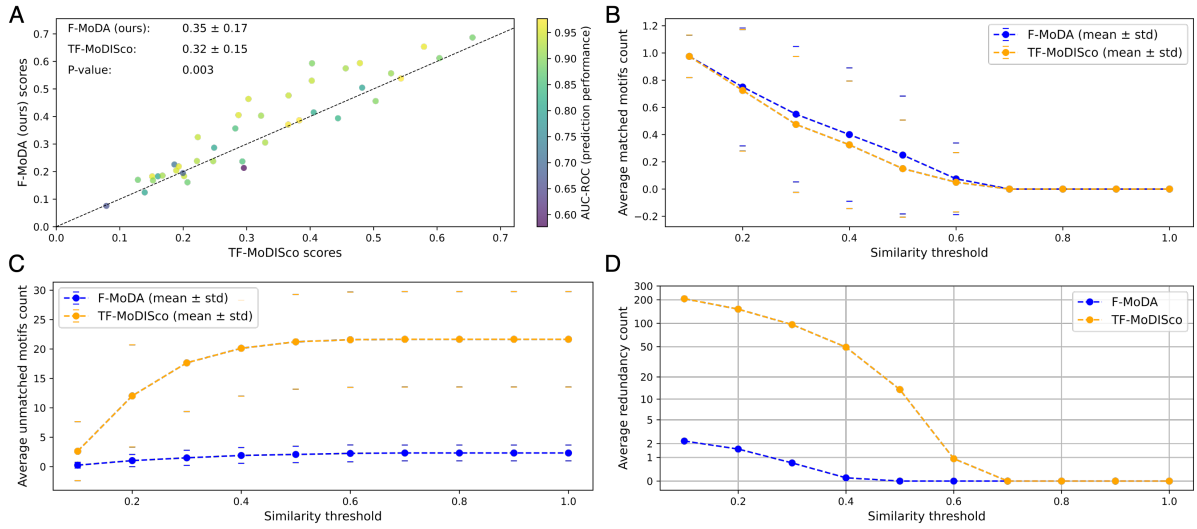 A
F-MoDA (ours): 0.35 ± 0.17
TF-MoDISco: 0.32 ± 0.15
P-value: 0.003
F-MoDA (ours) scores
0.7
0.6
0.5
0.4
0.3
0.2
0.1
0.0
0.0 0.1 0.2 0.3 0.4 0.5 0.6 0.7
TF-MoDISco scores
0.95
0.90
0.85
0.80
0.75
0.70
0.65
0.60
AUC-ROC (prediction performance)
B
F-MoDA (mean ± std)
TF-MoDISco (mean ± std)
Average matched motifs count
1.2
1.0
0.8
0.6
0.4
0.2
0.0
−0.2
0.2 0.4 0.6 0.8 1.0
Similarity threshold
C
F-MoDA (mean ± std)
TF-MoDISco (mean ± std)
Average unmatched motifs count
30
25
20
15
10
5
0
0.2 0.4 0.6 0.8 1.0
Similarity threshold
D
F-MoDA
TF-MoDISco
Average redundancy count
300
200
100
50
20
10
5
2
1
0
0.2 0.4 0.6 0.8 1.0
Similarity threshold